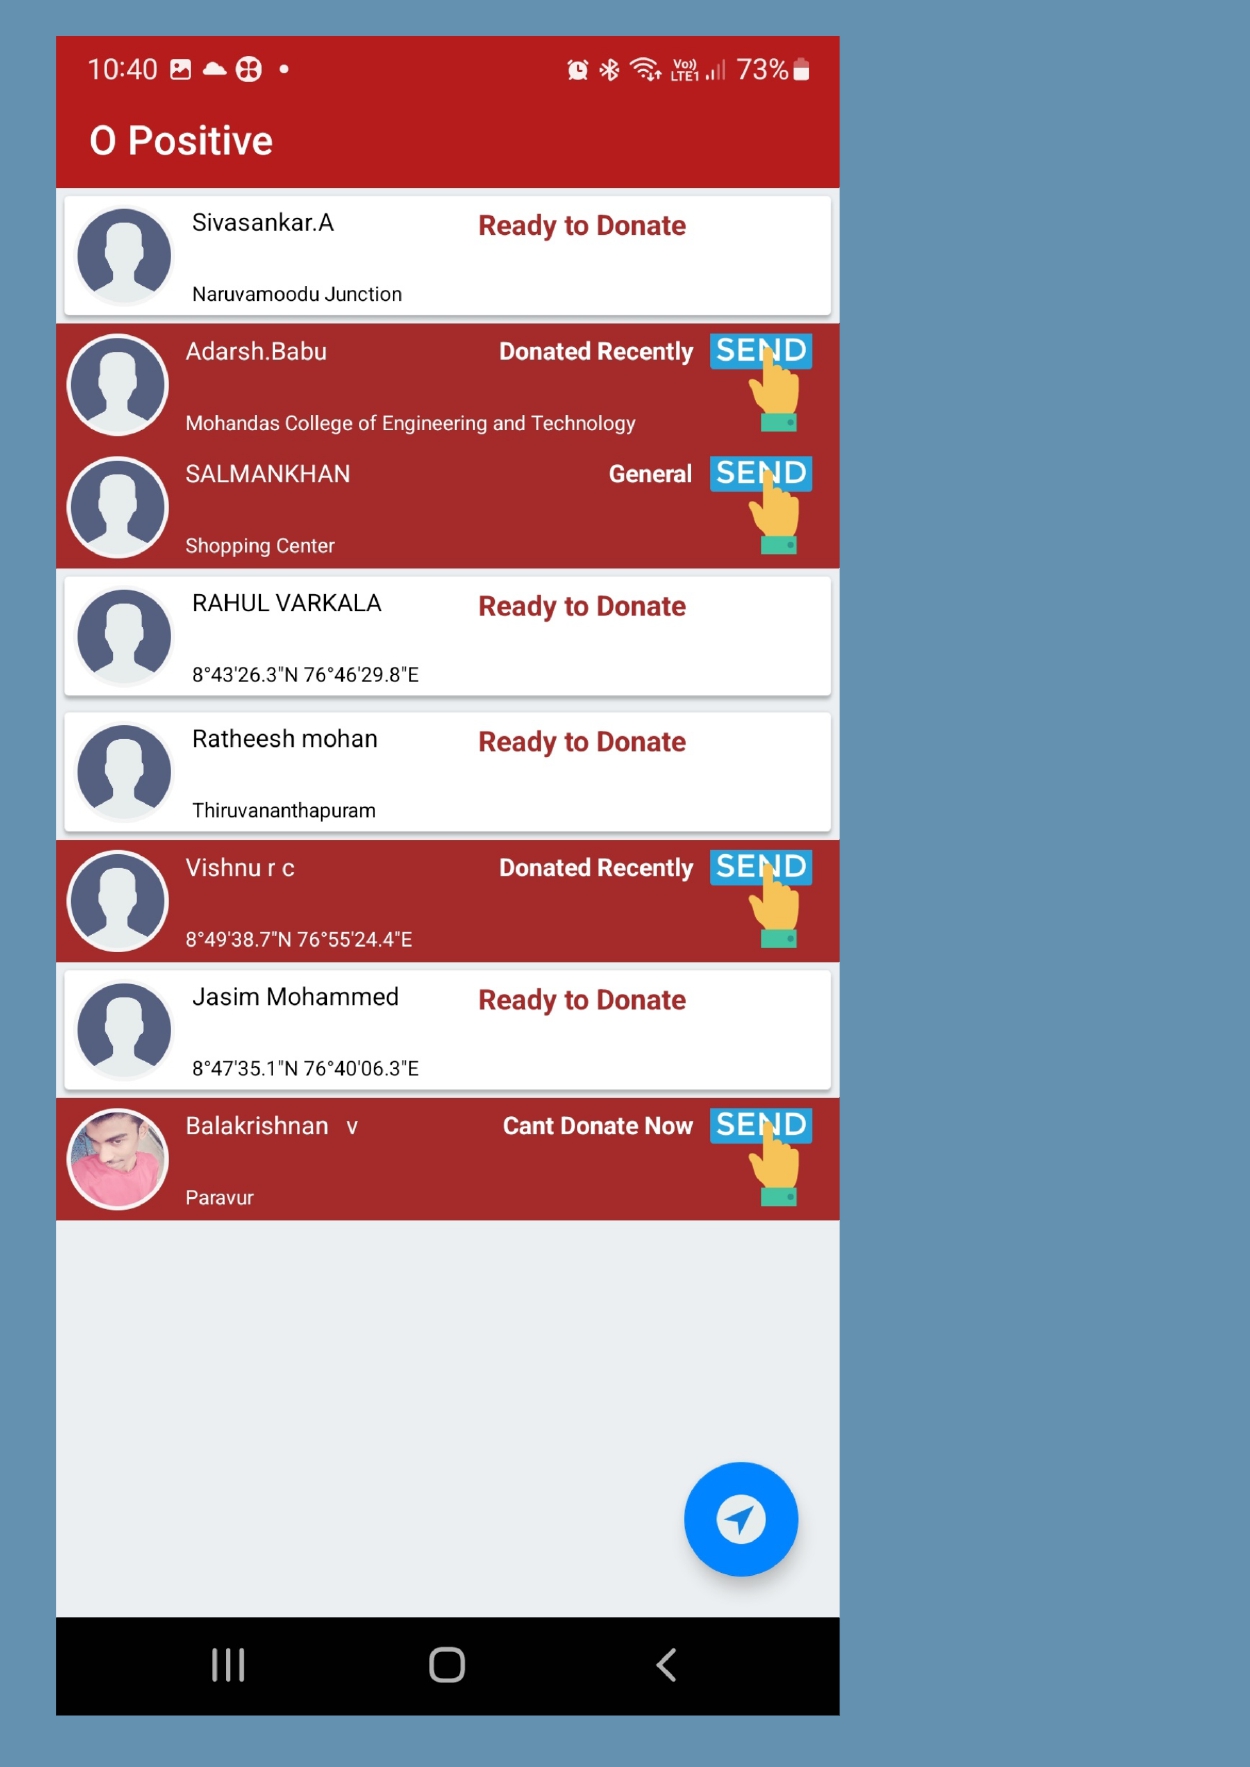 10:40 Vo)) LTE1 73%
O Positive
Sivasankar.A Ready to Donate
Naruvamoodu Junction
Adarsh.Babu Donated Recently SEND
Mohandas College of Engineering and Technology
SALMANKHAN General SEND
Shopping Center
RAHUL VARKALA Ready to Donate
8°43'26.3"N 76°46'29.8"E
Ratheesh mohan Ready to Donate
Thiruvananthapuram
Vishnu r c Donated Recently SEND
8°49'38.7"N 76°55'24.4"E
Jasim Mohammed Ready to Donate
8°47'35.1"N 76°40'06.3"E
Balakrishnan v Cant Donate Now SEND
Paravur